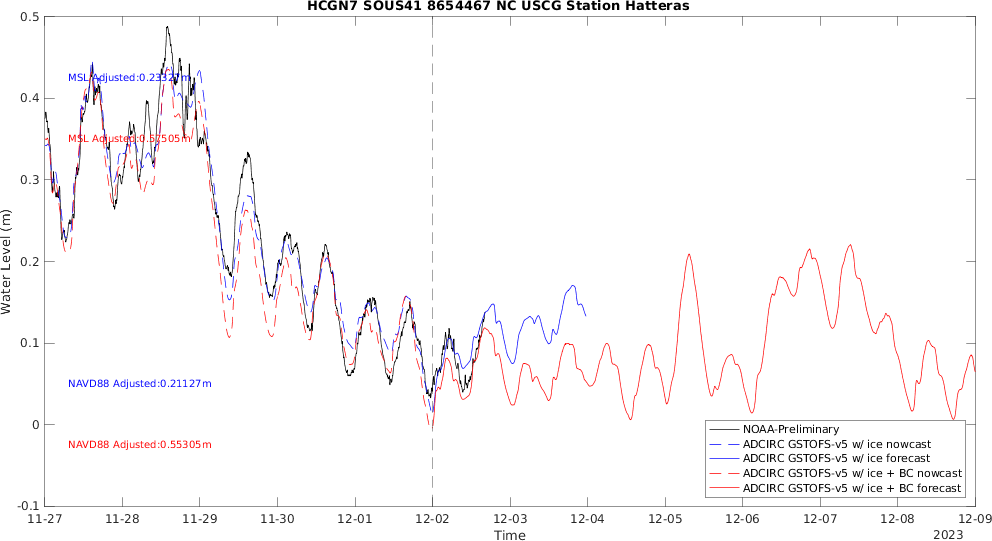 HCGN7 SOUS41 8654467 NC USCG Station Hatteras
0.5
0.4
0.3
0.2
0.1
0
-0.1
Water Level (m)
MSL Adjusted:0.23327m
MSL Adjusted:0.57505m
NAVD88 Adjusted:0.21127m
NAVD88 Adjusted:0.55305m
NOAA-Preliminary
ADCIRC GSTOFS-v5 w/ ice nowcast
ADCIRC GSTOFS-v5 w/ ice forecast
ADCIRC GSTOFS-v5 w/ ice + BC nowcast
ADCIRC GSTOFS-v5 w/ ice + BC forecast
11-27 11-28 11-29 11-30 12-01 12-02 12-03 12-04 12-05 12-06 12-07 12-08 12-09
Time
2023